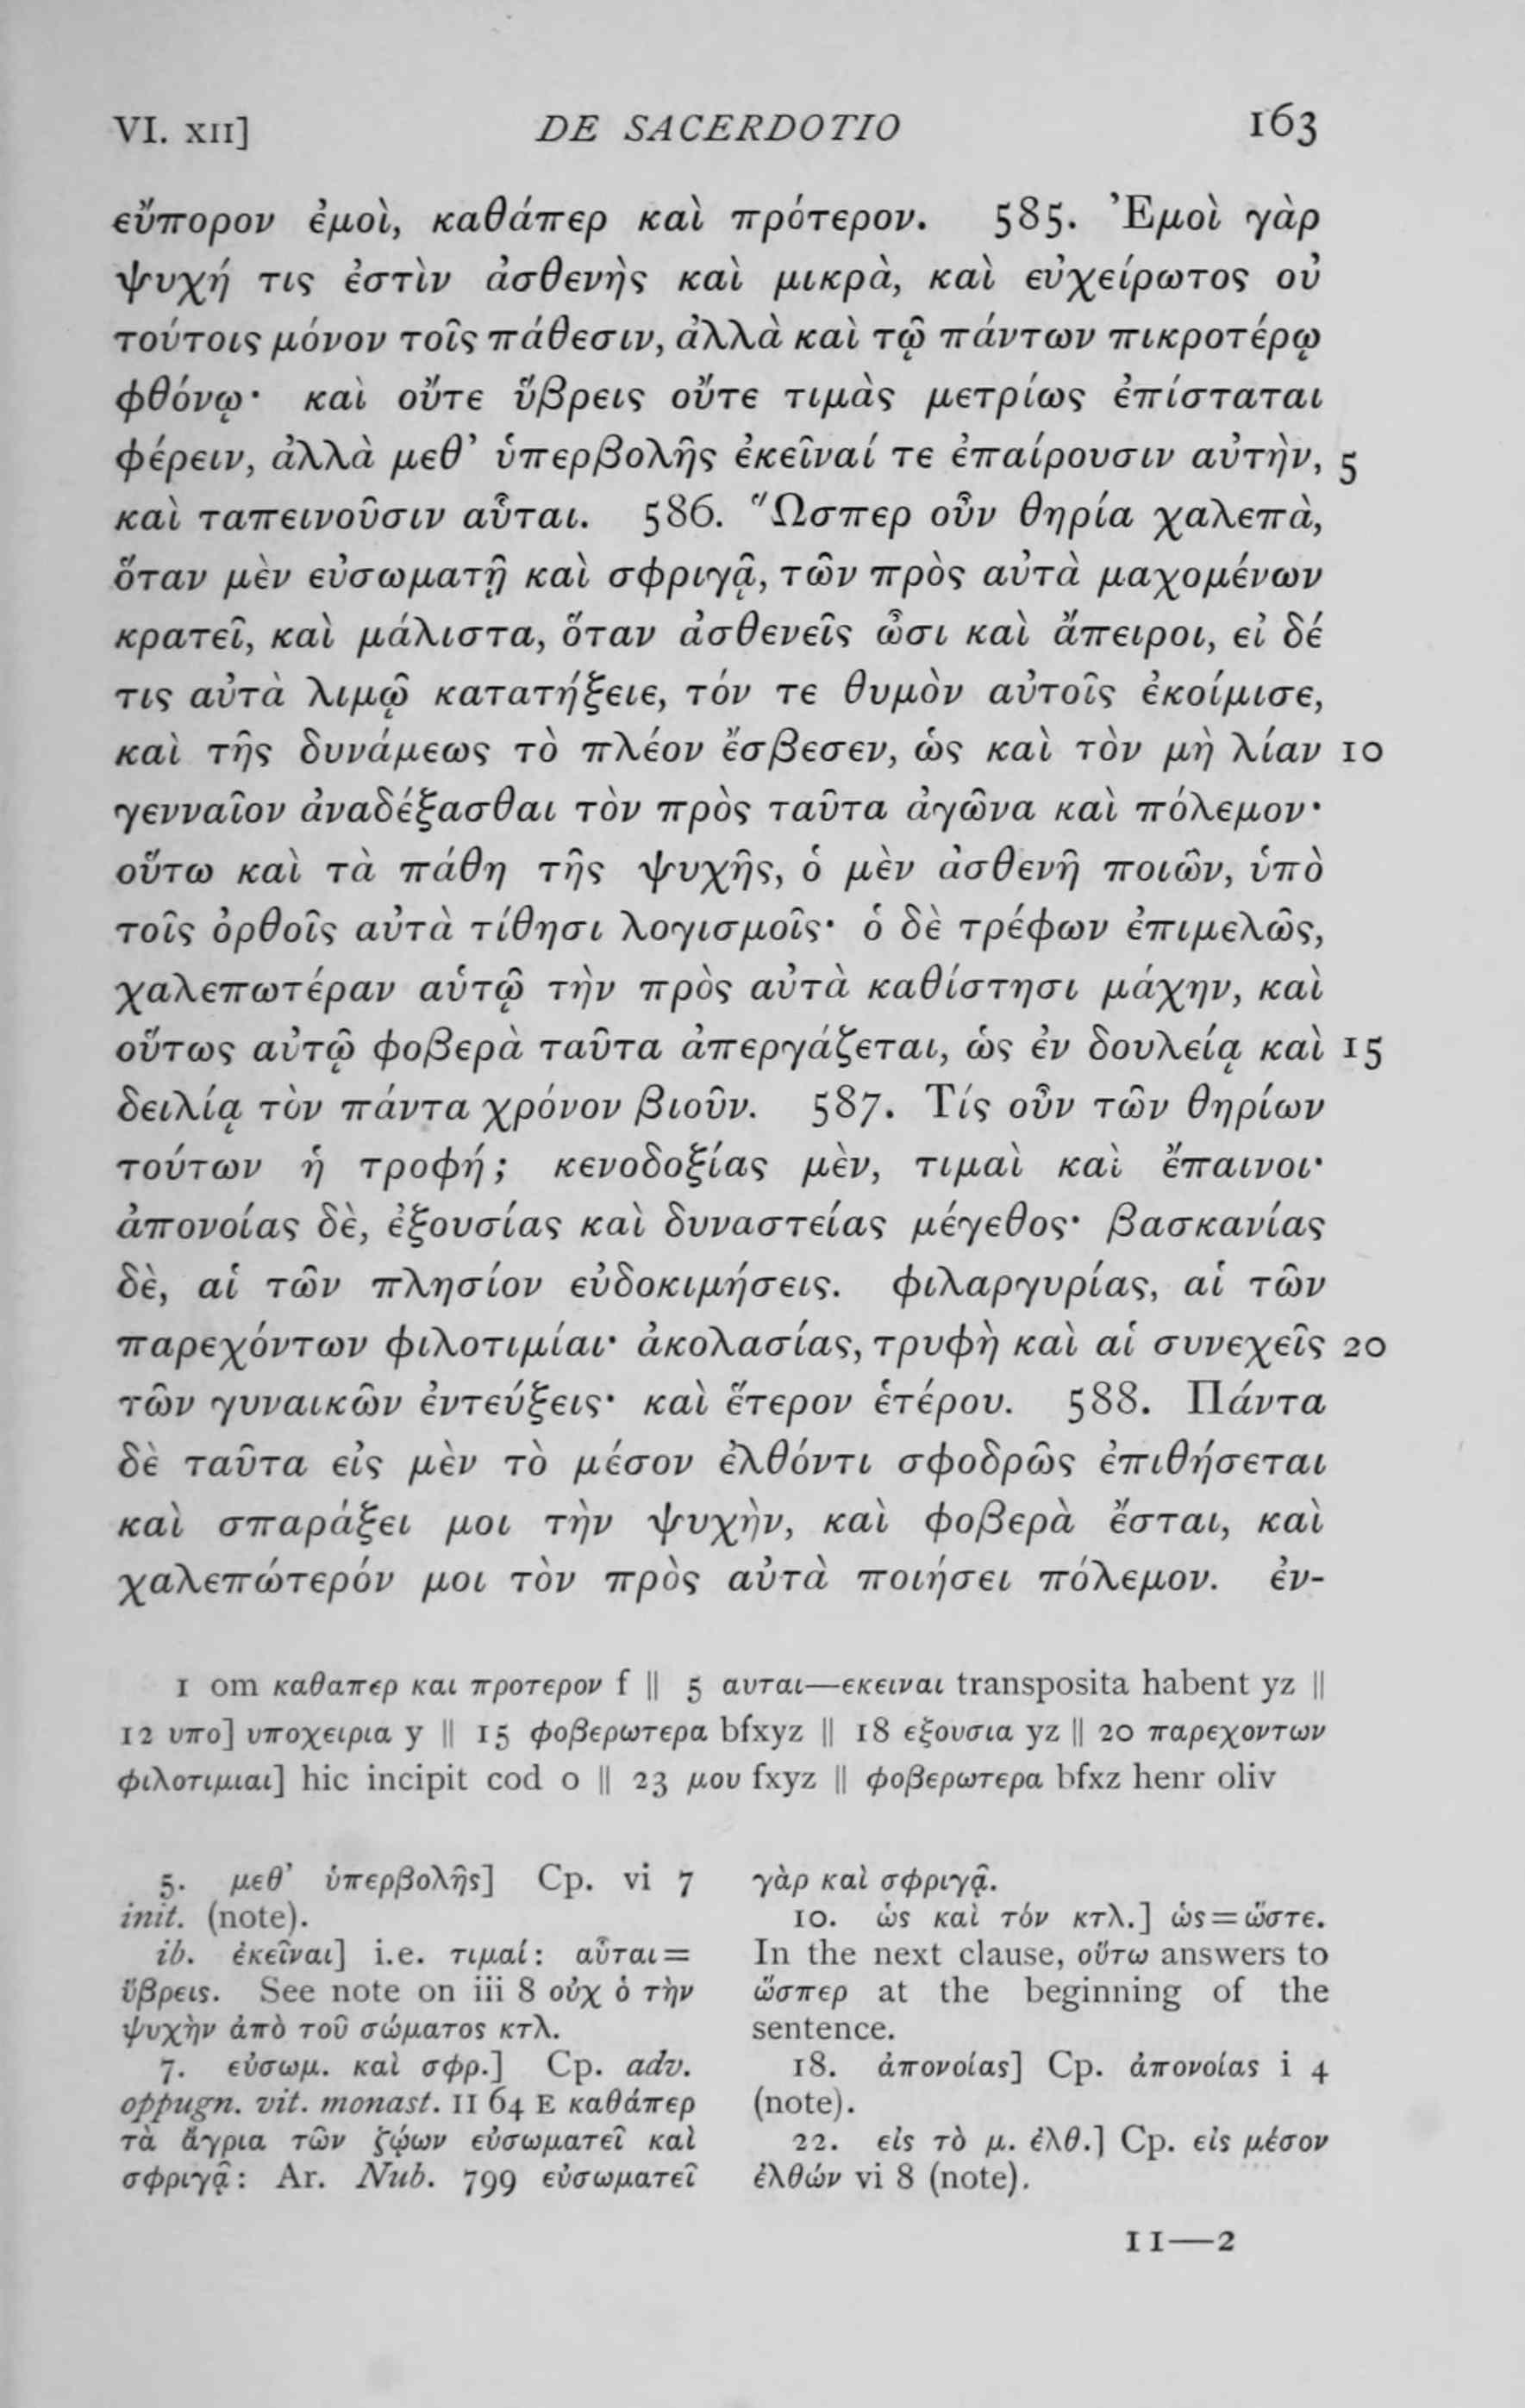 VI. XII] DE SACERDOTIO 163
εὔπορον ἐμοὶ, καθάπερ καὶ πρότερον. 585. Ἐμοὶ γὰρ
ψυχή τις ἐστὶν ἀσθενὴς καὶ μικρὰ, καὶ εὐχείρωτος οὐ
τούτοις μόνον τοῖς πάθεσιν, ἀλλὰ καὶ τῷ πάντων πικροτέρῳ
φθόνῳ· καὶ οὔτε ὕβρεις οὔτε τιμὰς μετρίως ἐπίσταται
φέρειν, ἀλλὰ μεθ’ ὑπερβολῆς ἐκεῖναί τε ἐπαίρουσιν αὐτὴν, 5
καὶ ταπεινοῦσιν αὗται. 586. Ὥσπερ οὖν θηρία χαλεπὰ,
ὅταν μὲν εὐσωματῇ καὶ σφριγᾷ, τῶν πρὸς αὐτὰ μαχομένων
κρατεῖ, καὶ μάλιστα, ὅταν ἀσθενεῖς ὦσι καὶ ἄπειροι, εἰ δέ
τις αὐτὰ λιμῷ κατατήξειε, τόν τε θυμὸν αὐτοῖς ἐκοίμισε,
καὶ τῆς δυνάμεως τὸ πλέον ἔσβεσεν, ὡς καὶ τὸν μὴ λίαν 10
γενναῖον ἀναδέξασθαι τὸν πρὸς ταῦτα ἀγῶνα καὶ πόλεμον·
οὕτω καὶ τὰ πάθη τῆς ψυχῆς, ὁ μὲν ἀσθενῆ ποιῶν, ὑπὸ
τοῖς ὀρθοῖς αὐτὰ τίθησι λογισμοῖς· ὁ δὲ τρέφων ἐπιμελῶς,
χαλεπωτέραν αὑτῷ τὴν πρὸς αὐτὰ καθίστησι μάχην, καὶ
οὕτως αὐτῷ φοβερὰ ταῦτα ἀπεργάζεται, ὡς ἐν δουλείᾳ καὶ 15
δειλίᾳ τὸν πάντα χρόνον βιοῦν. 587. Τίς οὖν τῶν θηρίων
τούτων ἡ τροφή; κενοδοξίας μὲν, τιμαὶ καὶ ἔπαινοι·
ἀπονοίας δὲ, ἐξουσίας καὶ δυναστείας μέγεθος· βασκανίας
δὲ, αἱ τῶν πλησίον εὐδοκιμήσεις. φιλαργυρίας, αἱ τῶν
παρεχόντων φιλοτιμίαι· ἀκολασίας, τρυφὴ καὶ αἱ συνεχεῖς 20
τῶν γυναικῶν ἐντεύξεις· καὶ ἕτερον ἑτέρου. 588. Πάντα
δὲ ταῦτα εἰς μὲν τὸ μέσον ἐλθόντι σφοδρῶς ἐπιθήσεται
καὶ σπαράξει μοι τὴν ψυχὴν, καὶ φοβερὰ ἔσται, καὶ
χαλεπώτερόν μοι τὸν πρὸς αὐτὰ ποιήσει πόλεμον. ἐν-
1 om καθαπερ και προτερον f || 5 αυται—εκειναι transposita habent yz ||
12 υπο] υποχειρια y || 15 φοβερωτερα bfxyz || 18 εξουσια yz || 20 παρεχοντων
φιλοτιμιαι] hic incipit cod o || 23 μου fxyz || φοβερωτερα bfxz henr oliv
5. μεθ’ ὑπερβολῆς] Cp. vi 7
init. (note).
ib. ἐκεῖναι] i.e. τιμαί: αὗται=
ὕβρεις. See note on iii 8 οὐχ ὁ τὴν
ψυχὴν ἀπὸ τοῦ σώματος κτλ.
7. εὐσωμ. καὶ σφρ.] Cp. adv.
oppugn. vit. monast. II 64 E καθάπερ
τὰ ἄγρια τῶν ζῴων εὐσωματεῖ καὶ
σφριγᾷ: Ar. Nub. 799 εὐσωματεῖ
γὰρ καὶ σφριγᾷ.
10. ὡς καὶ τόν κτλ.] ὡς=ὥστε.
In the next clause, οὕτω answers to
ὥσπερ at the beginning of the
sentence.
18. ἀπονοίας] Cp. ἀπονοίας i 4
(note).
22. εἰς τὸ μ. ἐλθ.] Cp. εἰς μέσον
ἐλθών vi 8 (note).
11—2